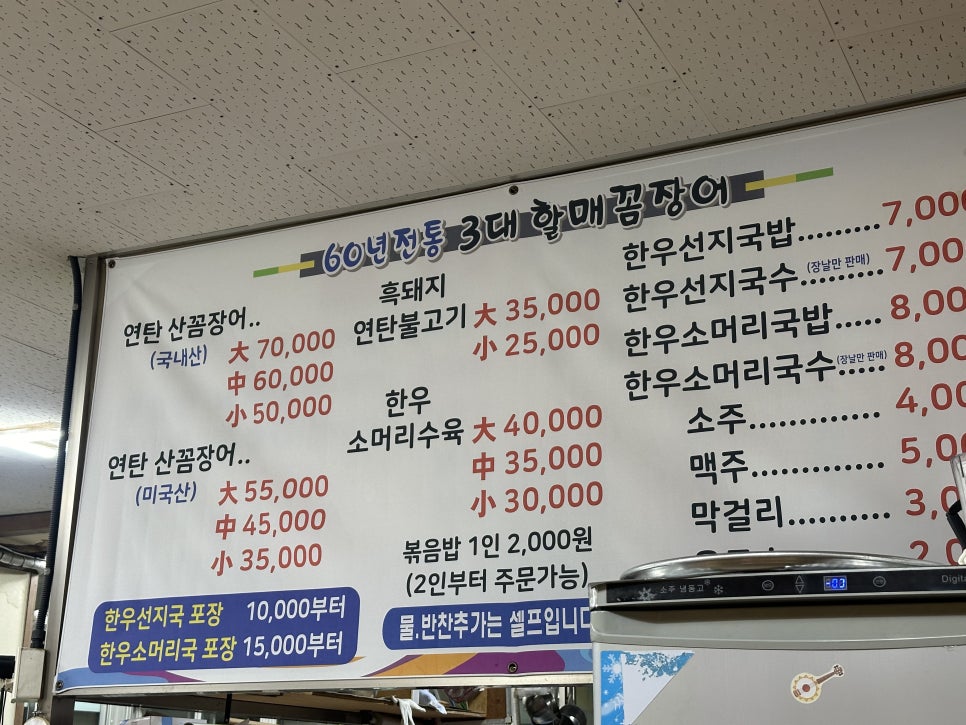 60년전통 3대 할매꼼장어
연탄 산꼼장어..
(국내산)
大 70,000
中 60,000
小 50,000
연탄 산꼼장어..
(미국산)
大 55,000
中 45,000
小 35,000
한우선지국 포장 10,000부터
한우소머리국 포장 15,000부터
흑돼지
연탄불고기 大 35,000
小 25,000
한우
소머리수육 大 40,000
中 35,000
小 30,000
볶음밥 1인 2,000원
(2인부터 주문가능)
물.반찬추가는 셀프입니다
한우선지국밥.........7,000
한우선지국수(장날만 판매)......7,00
한우소머리국밥.....8,00
한우소머리국수(장날만 판매).....8,00
소주............4,00
맥주.............5,0
막걸리..........3,0
2,0
소주 냉동고
-00
Digita